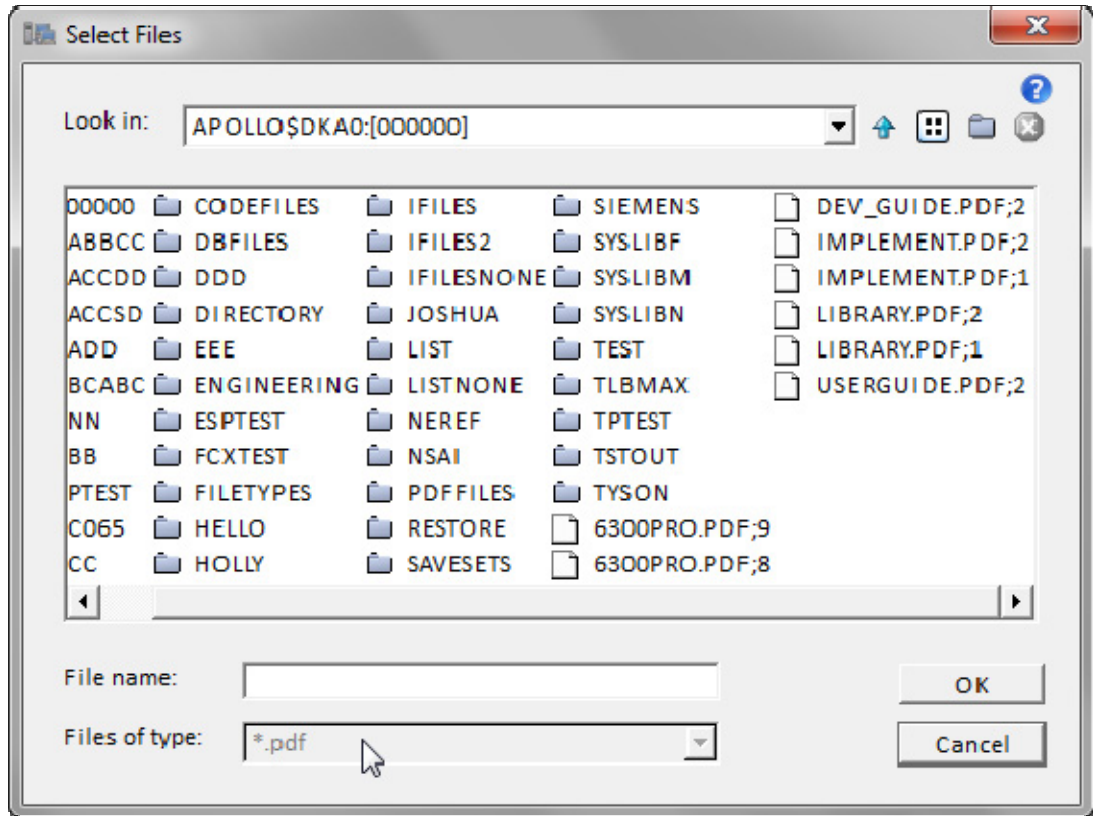 Select Files
Look in: APOLLO$DKA0:[000000]
00000 CODEFILES IFILES SIEMENS DEV_GUIDE.PDF;2
ABBCC DBFILES IFILES2 SYSLIBF IMPLEMENT.PDF;2
ACCDD DDD IFILESNONE SYSLIBM IMPLEMENT.PDF;1
ACCSD DIRECTORY JOSHUA SYSLIBN LIBRARY.PDF;2
ADD EEE LIST TEST LIBRARY.PDF;1
BCABC ENGINEERING LISTNONE TLBMAX USERGUIDE.PDF;2
NN ESPTEST NEREF TPTEST
BB FCXTEST NSAI TSTOUT
PTEST FILETYPES PDFFILES TYSON
C065 HELLO RESTORE 6300PRO.PDF;9
CC HOLLY SAVESETS 6300PRO.PDF;8
File name:
OK
Files of type: *.pdf
Cancel